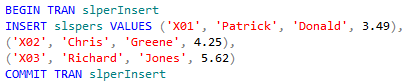 BEGIN TRAN slperInsert
INSERT slspers VALUES ('X01', 'Patrick', 'Donald', 3.49),
('X02', 'Chris', 'Greene', 4.25),
('X03', 'Richard', 'Jones', 5.62)
COMMIT TRAN slperInsert